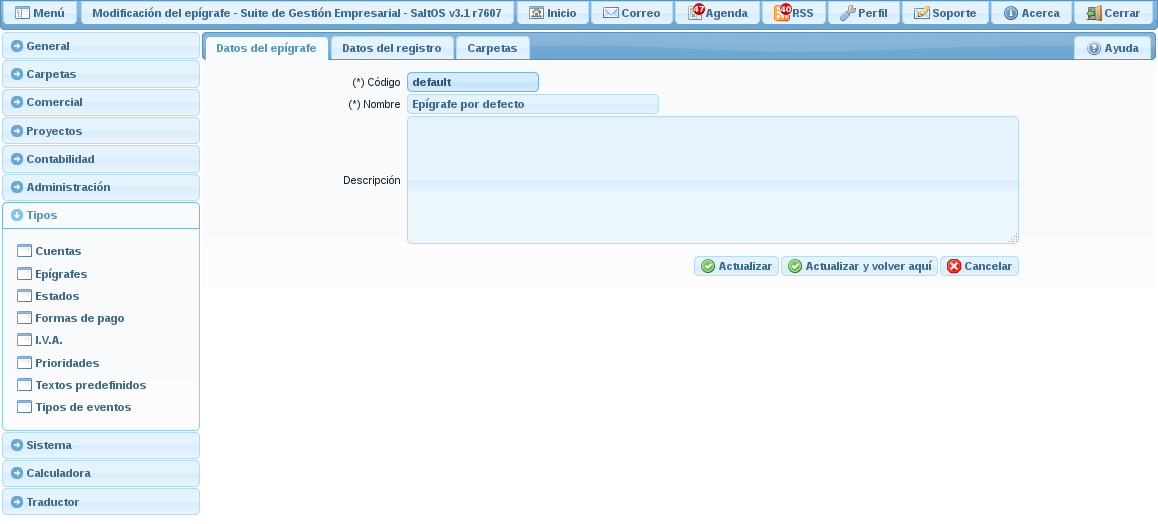 Menú
Modificación del epígrafe - Suite de Gestión Empresarial - SaltOS v3.1 r7607
Inicio
Correo
47
Agenda
40
RSS
Perfil
Soporte
Acerca
Cerrar
General
Carpetas
Comercial
Proyectos
Contabilidad
Administración
Tipos
Cuentas
Epígrafes
Estados
Formas de pago
I.V.A.
Prioridades
Textos predefinidos
Tipos de eventos
Sistema
Calculadora
Traductor
Datos del epígrafe
Datos del registro
Carpetas
Ayuda
(*) Código
default
(*) Nombre
Epígrafe por defecto
Descripción
Actualizar
Actualizar y volver aquí
Cancelar